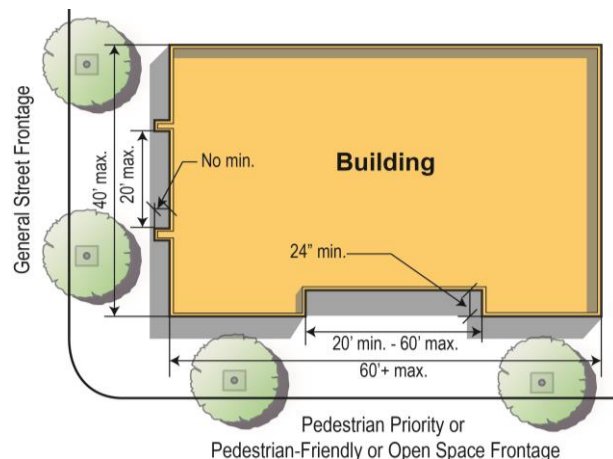 General Street Frontage
40' max.
20' max.
No min.
Building
24" min.
20' min. - 60' max.
60'+ max.
Pedestrian Priority or
Pedestrian-Friendly or Open Space Frontage